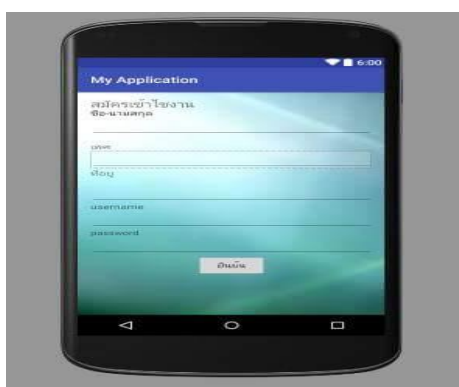 6:00
My Application
สมัครเข้าใช้งาน
ชื่อ-นามสกุล
เพศ
ที่อยู่
username
password
ยืนยัน